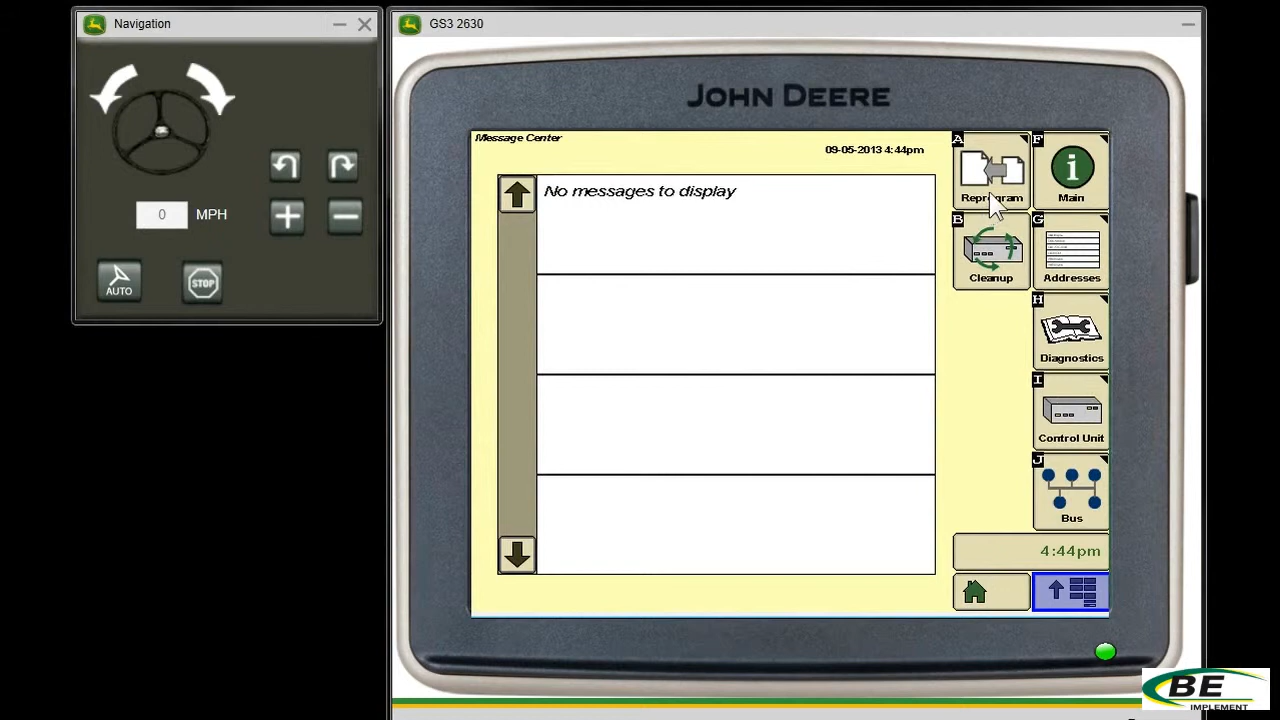 Navigation
0 MPH
AUTO
STOP
GS3 2630
JOHN DEERE
Message Center
09-05-2013 4:44pm
No messages to display
A
Reprogram
F
Main
B
Cleanup
G
Addresses
H
Diagnostics
I
Control Unit
J
Bus
4:44pm
BE
IMPLEMENT